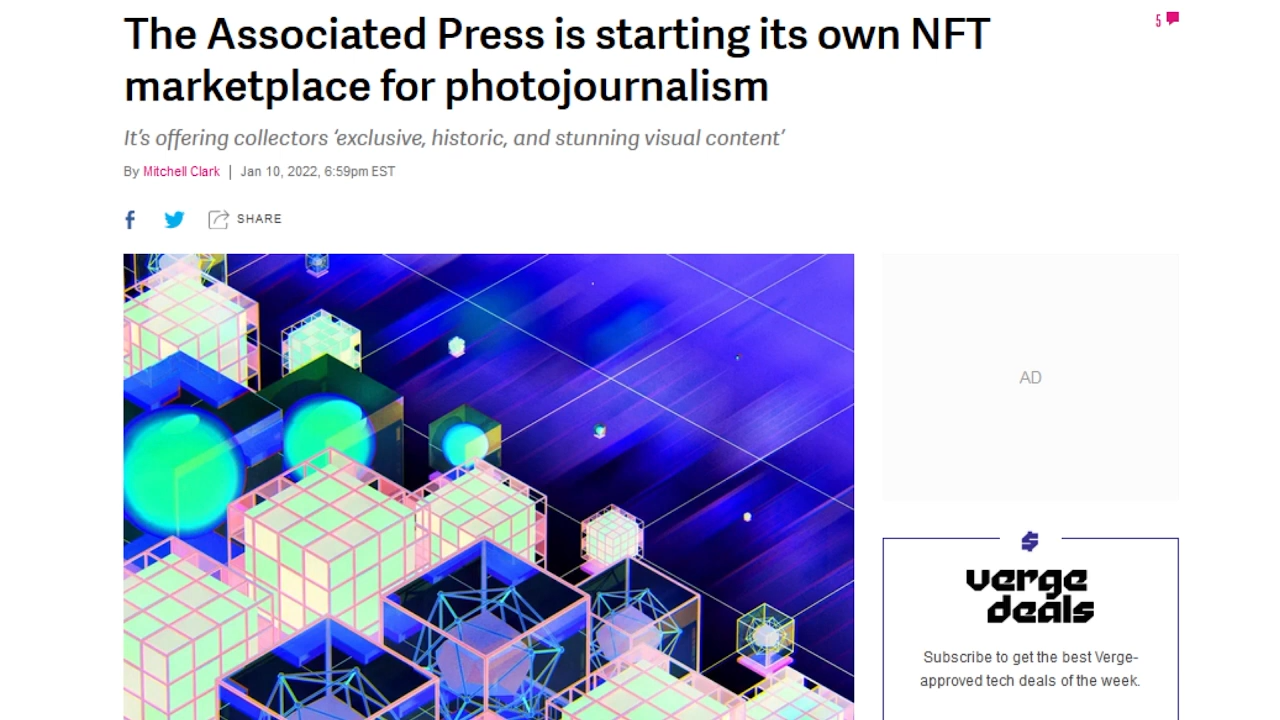 The Associated Press is starting its own NFT
marketplace for photojournalism
5
It's offering collectors ‘exclusive, historic, and stunning visual content’
By Mitchell Clark | Jan 10, 2022, 6:59pm EST
SHARE
AD
verge
deals
Subscribe to get the best Verge-
approved tech deals of the week.